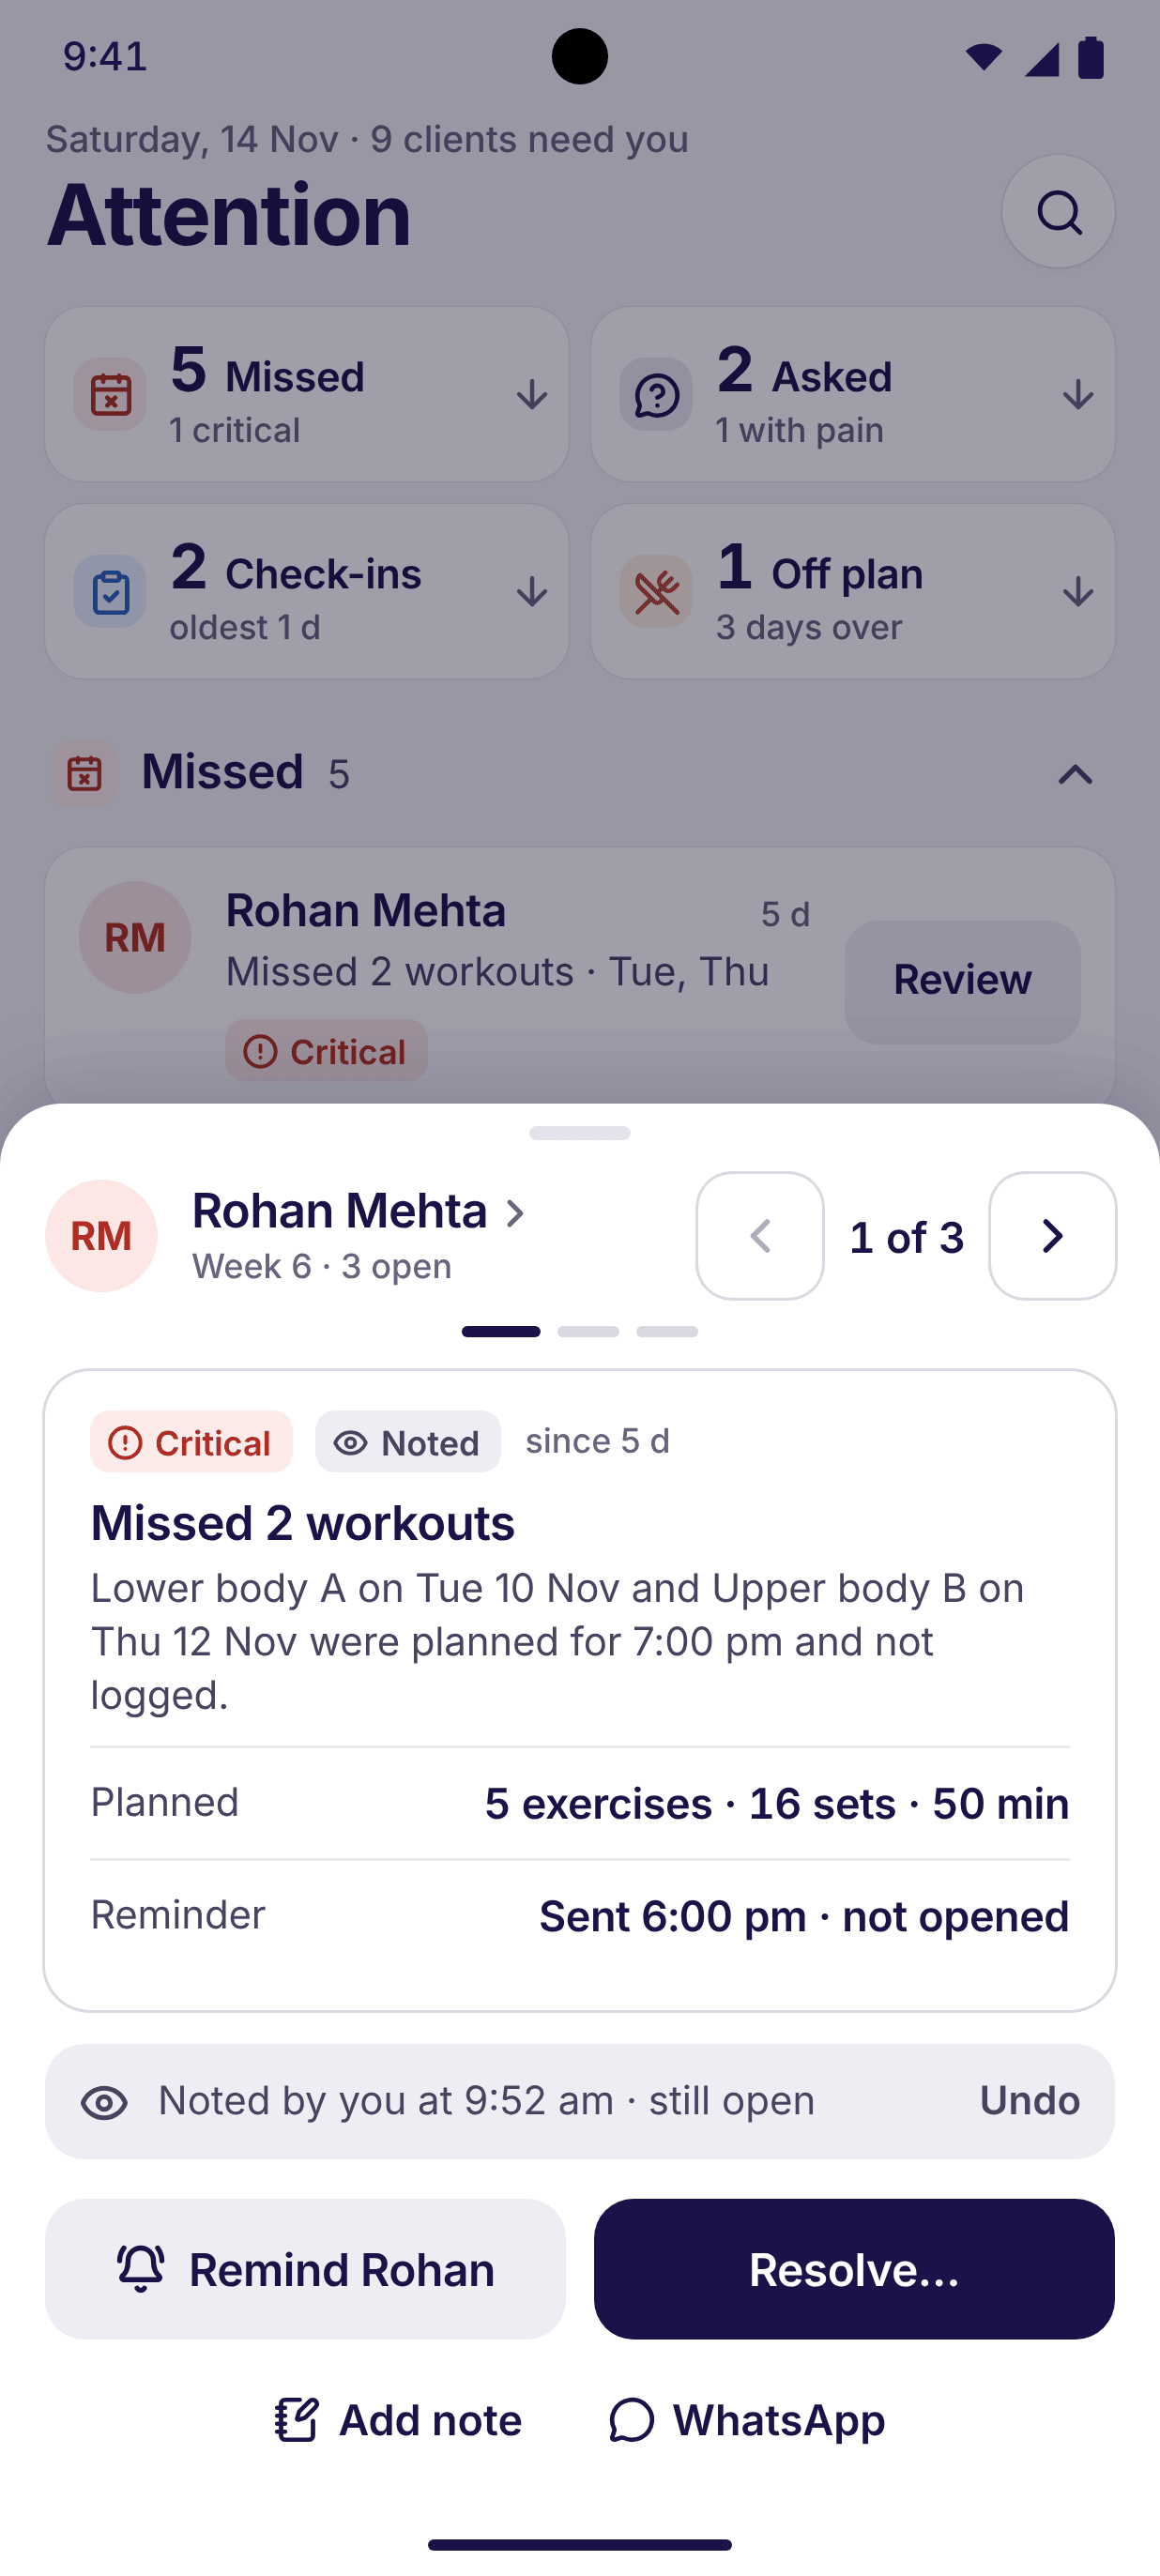 9:41
Saturday, 14 Nov · 9 clients need you
Attention
5 Missed
1 critical
2 Asked
1 with pain
2 Check-ins
oldest 1 d
1 Off plan
3 days over
Missed 5
RM
Rohan Mehta
5 d
Missed 2 workouts · Tue, Thu
Review
Critical
RM
Rohan Mehta
Week 6 · 3 open
1 of 3
Critical
Noted
since 5 d
Missed 2 workouts
Lower body A on Tue 10 Nov and Upper body B on
Thu 12 Nov were planned for 7:00 pm and not
logged.
Planned
5 exercises · 16 sets · 50 min
Reminder
Sent 6:00 pm · not opened
Noted by you at 9:52 am · still open
Undo
Remind Rohan
Resolve...
Add note
WhatsApp